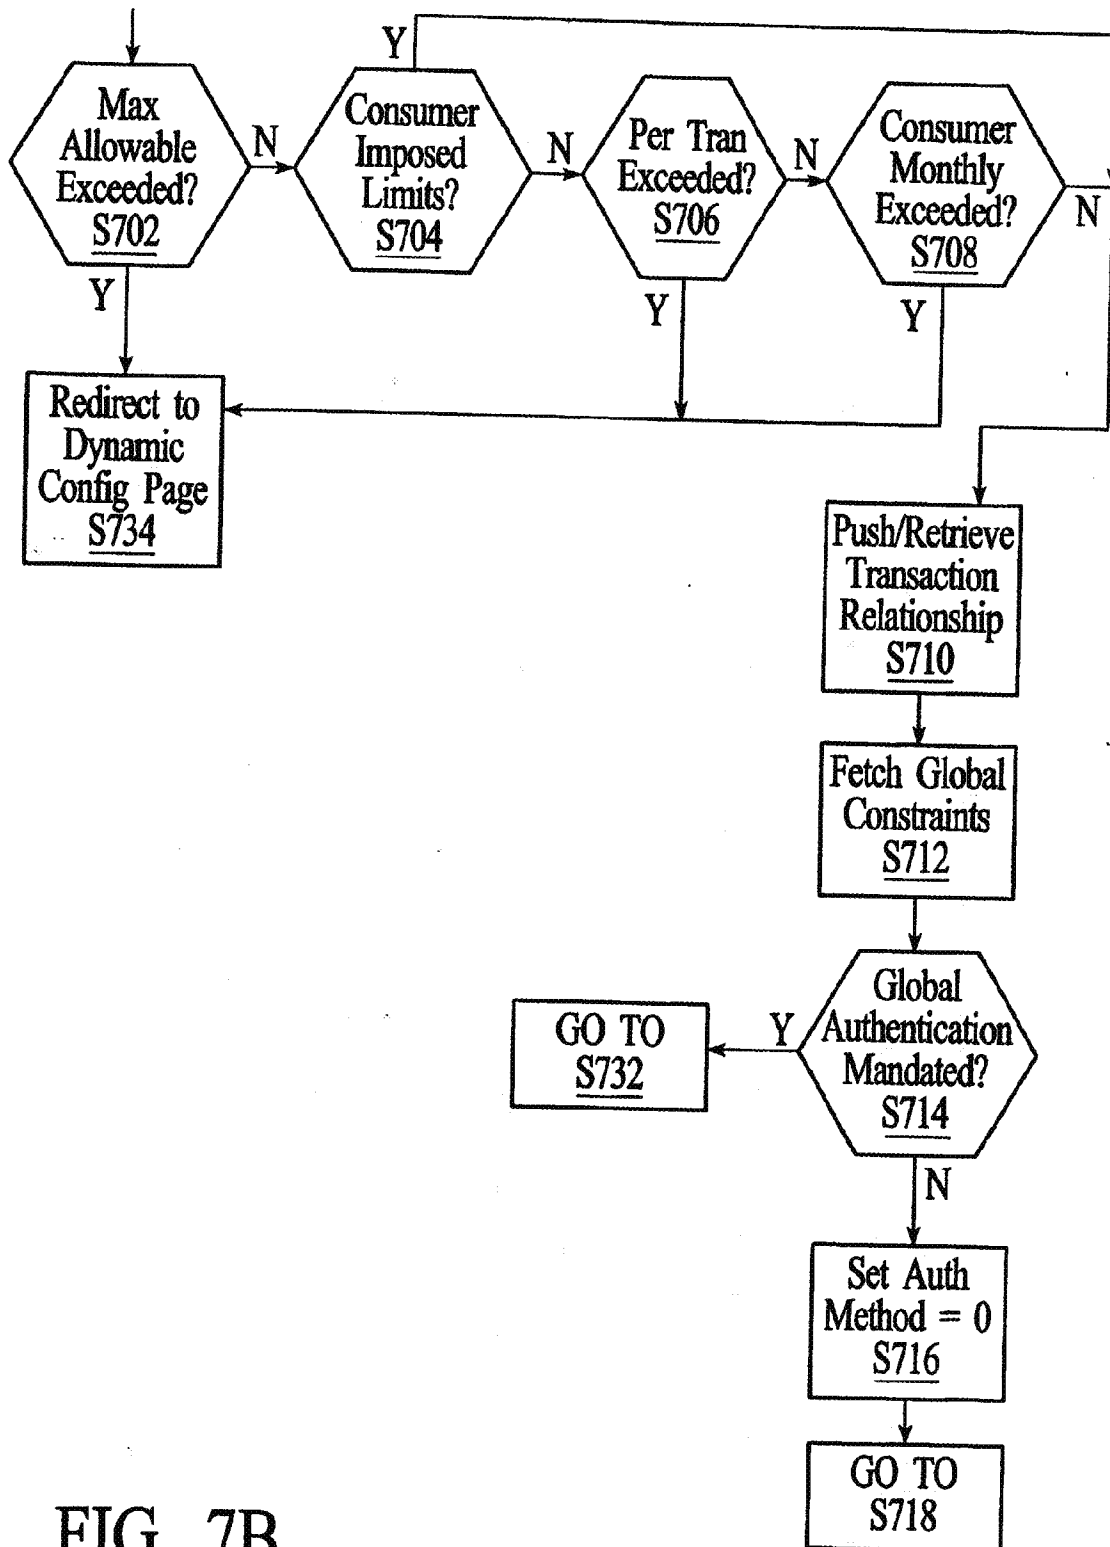 Y
Max
Allowable
Exceeded?
S702
N
Consumer
Imposed
Limits?
S704
N
Per Tran
Exceeded?
S706
N
Consumer
Monthly
Exceeded?
S708
N
Y
Y
Y
Redirect to
Dynamic
Config Page
S734
Push/Retrieve
Transaction
Relationship
S710
Fetch Global
Constraints
S712
Global
Authentication
Mandated?
S714
Y
GO TO
S732
N
Set Auth
Method = 0
S716
GO TO
S718
FIG. 7B